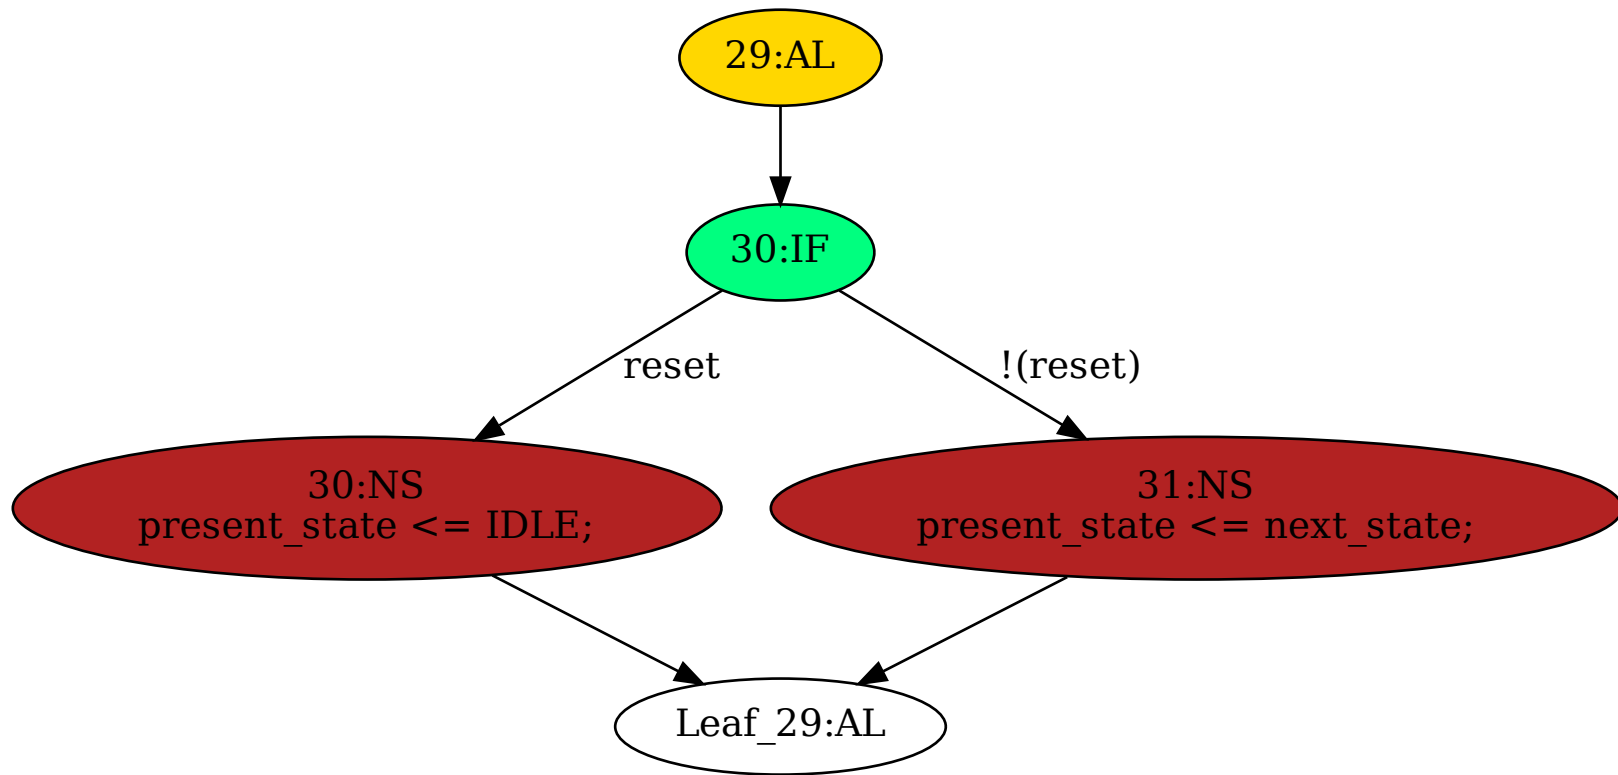 29:AL
30:IF
reset
!(reset)
30:NS
present_state <= IDLE;
31:NS
present_state <= next_state;
Leaf_29:AL